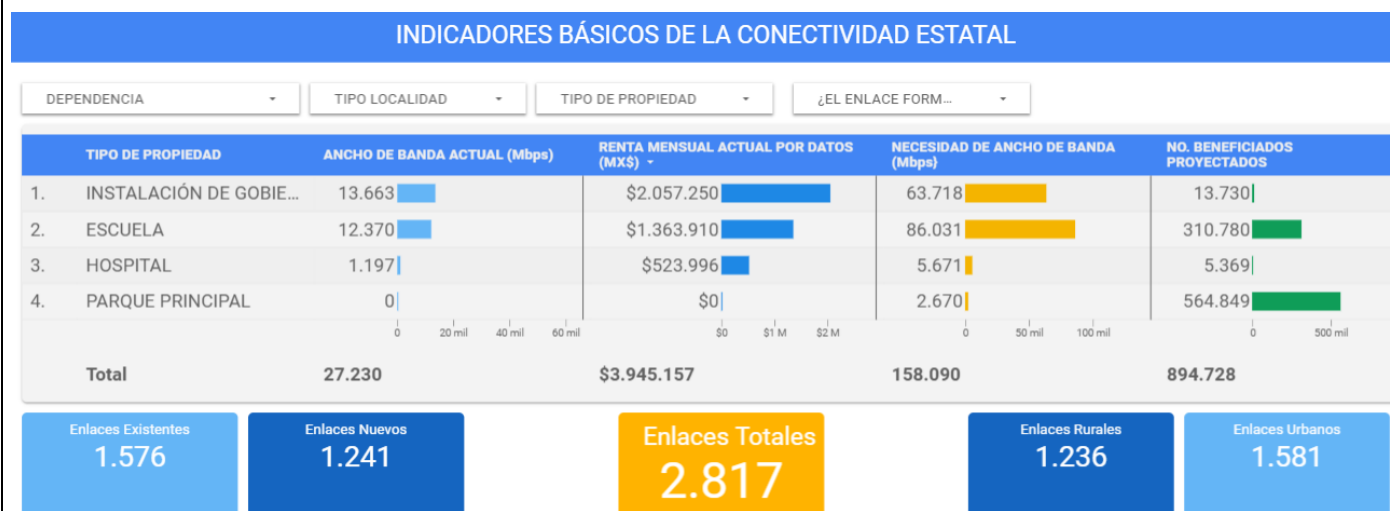 INDICADORES BÁSICOS DE LA CONECTIVIDAD ESTATAL
DEPENDENCIA TIPO LOCALIDAD TIPO DE PROPIEDAD ¿EL ENLACE FORM...
TIPO DE PROPIEDAD ANCHO DE BANDA ACTUAL (Mbps) RENTA MENSUAL ACTUAL POR DATOS (MX$) NECESIDAD DE ANCHO DE BANDA (Mbps) NO. BENEFICIADOS PROYECTADOS
1. INSTALACIÓN DE GOBIE... 13.663 $2.057.250 63.718 13.730
2. ESCUELA 12.370 $1.363.910 86.031 310.780
3. HOSPITAL 1.197 $523.996 5.671 5.369
4. PARQUE PRINCIPAL 0 $0 2.670 564.849
0 20 mil 40 mil 60 mil $0 $1 M $2 M 0 50 mil 100 mil 0 500 mil
Total 27.230 $3.945.157 158.090 894.728
Enlaces Existentes Enlaces Nuevos Enlaces Totales Enlaces Rurales Enlaces Urbanos
1.576 1.241 2.817 1.236 1.581